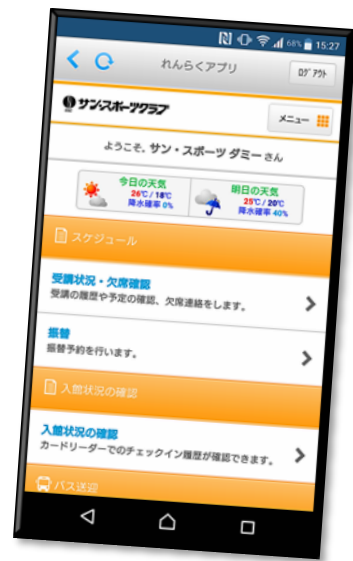 68% 15:27
れんらくアプリ
ログアウト
サン・スポーツクラブ
メニュー
ようこそ、サン・スポーツ ダミー さん
今日の天気
26℃ / 18℃
降水確率 0%
明日の天気
25℃ / 20℃
降水確率 40%
スケジュール
受講状況・欠席確認
受講の履歴や予定の確認、欠席連絡をします。
振替
振替予約を行います。
入館状況の確認
入館状況の確認
カードリーダーでのチェックイン履歴が確認できます。
バス送迎